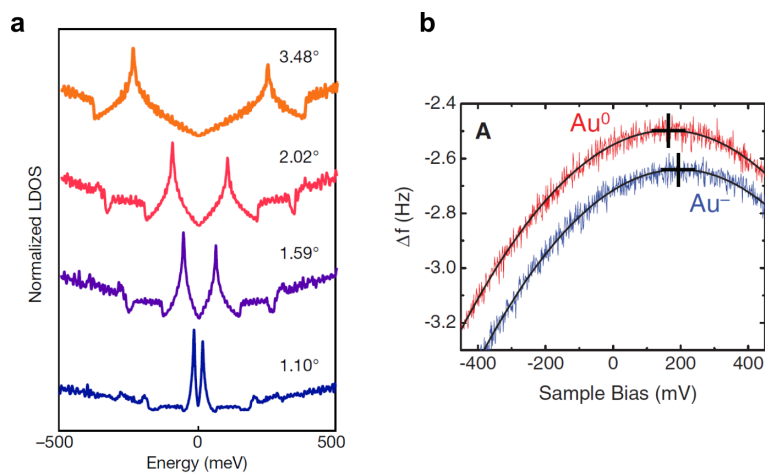 a
3.48°
2.02°
1.59°
1.10°
Normalized LDOS
−500
0
500
Energy (meV)
b
A
Au⁰
Au⁻
-2.4
-2.6
-2.8
-3.0
-3.2
Δf (Hz)
-400
-200
0
200
400
Sample Bias (mV)